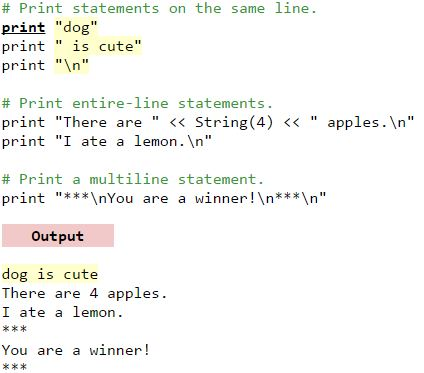 # Print statements on the same line.
print "dog"
print " is cute"
print "\n"
# Print entire-line statements.
print "There are " << String(4) << " apples.\n"
print "I ate a lemon.\n"
# Print a multiline statement.
print "***\nYou are a winner!\n***\n"
Output
dog is cute
There are 4 apples.
I ate a lemon.
***
You are a winner!
***